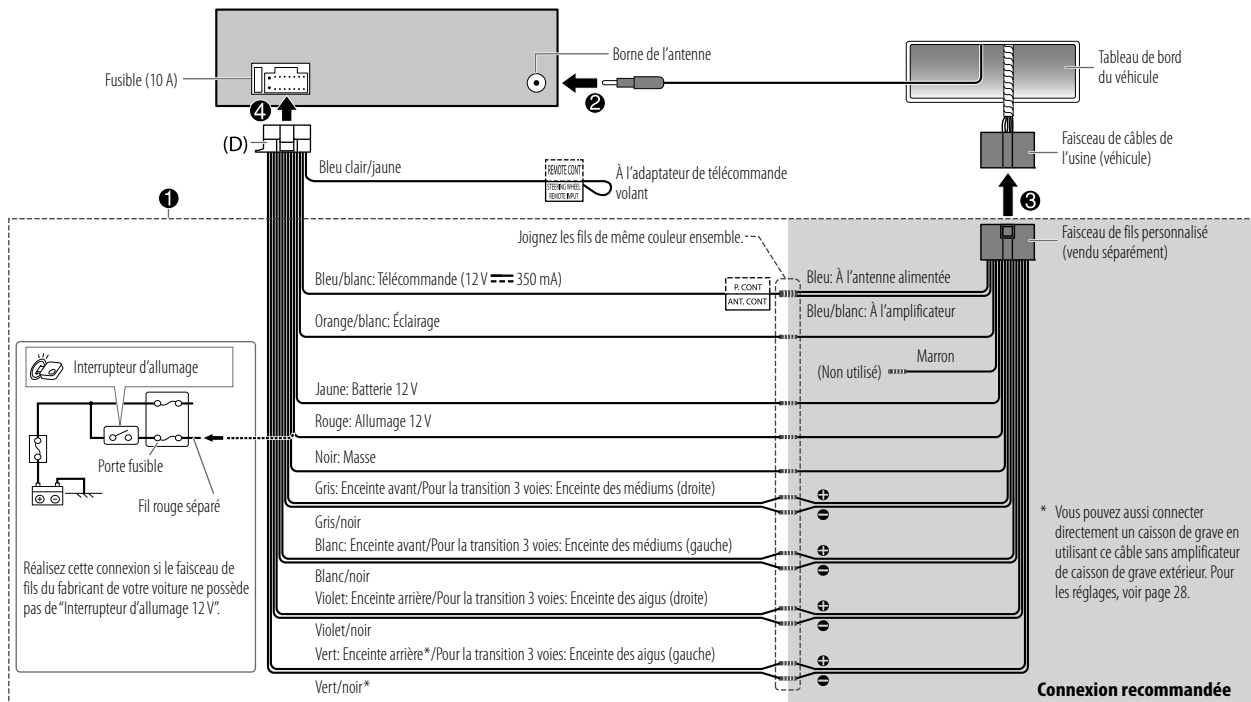 Borne de l'antenne
Fusible (10 A)
Tableau de bord
du véhicule
❹
❷
(D)
Faisceau de câbles de
l'usine (véhicule)
Bleu clair/jaune
REMOTE CONT
STEERING WHEEL
REMOTE INPUT
À l'adaptateur de télécommande
volant
❶
❸
Joignez les fils de même couleur ensemble.
Faisceau de fils personnalisé
(vendu séparément)
Bleu/blanc: Télécommande (12 V ⎓ 350 mA)
P. CONT
ANT. CONT
Bleu: À l'antenne alimentée
Bleu/blanc: À l'amplificateur
Orange/blanc: Éclairage
Marron
(Non utilisé)
Interrupteur d'allumage
Jaune: Batterie 12 V
Rouge: Allumage 12 V
Noir: Masse
Porte fusible
Fil rouge séparé
Réalisez cette connexion si le faisceau de
fils du fabricant de votre voiture ne possède
pas de “Interrupteur d'allumage 12 V”.
Gris: Enceinte avant/Pour la transition 3 voies: Enceinte des médiums (droite)
Gris/noir
Blanc: Enceinte avant/Pour la transition 3 voies: Enceinte des médiums (gauche)
Blanc/noir
Violet: Enceinte arrière/Pour la transition 3 voies: Enceinte des aigus (droite)
Violet/noir
Vert: Enceinte arrière*/Pour la transition 3 voies: Enceinte des aigus (gauche)
Vert/noir*
* Vous pouvez aussi connecter
directement un caisson de grave en
utilisant ce câble sans amplificateur
de caisson de grave extérieur. Pour
les réglages, voir page 28.
Connexion recommandée